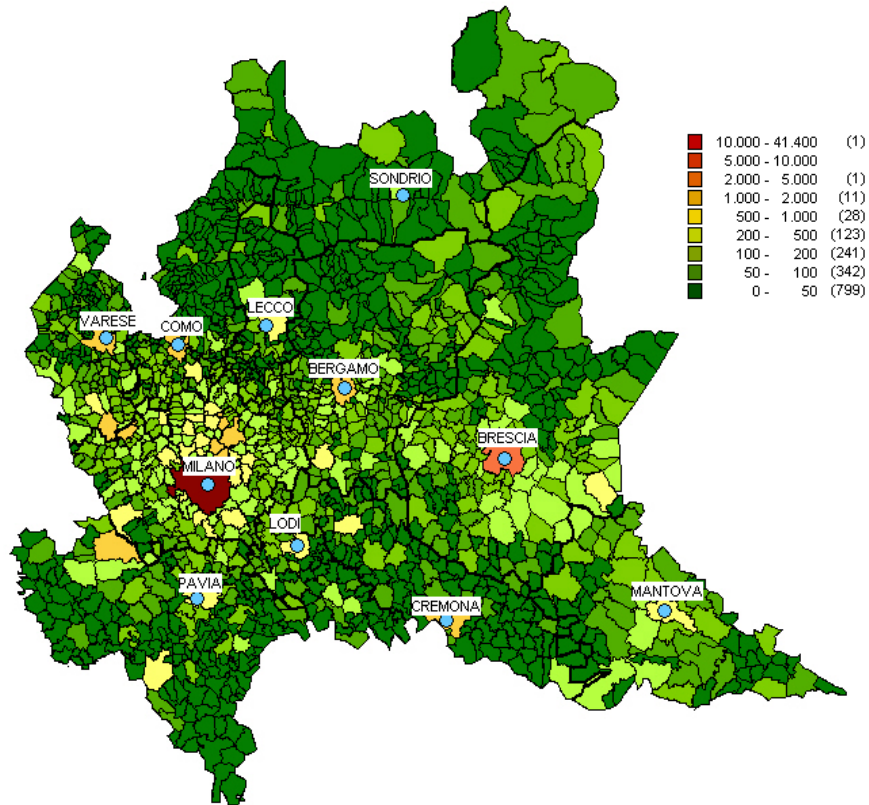 10.000 - 41.400 (1)
5.000 - 10.000
2.000 - 5.000 (1)
1.000 - 2.000 (11)
500 - 1.000 (28)
200 - 500 (123)
100 - 200 (241)
50 - 100 (342)
0 - 50 (799)
SONDRIO
LECCO
VARESE
COMO
BERGAMO
BRESCIA
MILANO
LODI
PAVIA
MANTOVA
CREMONA